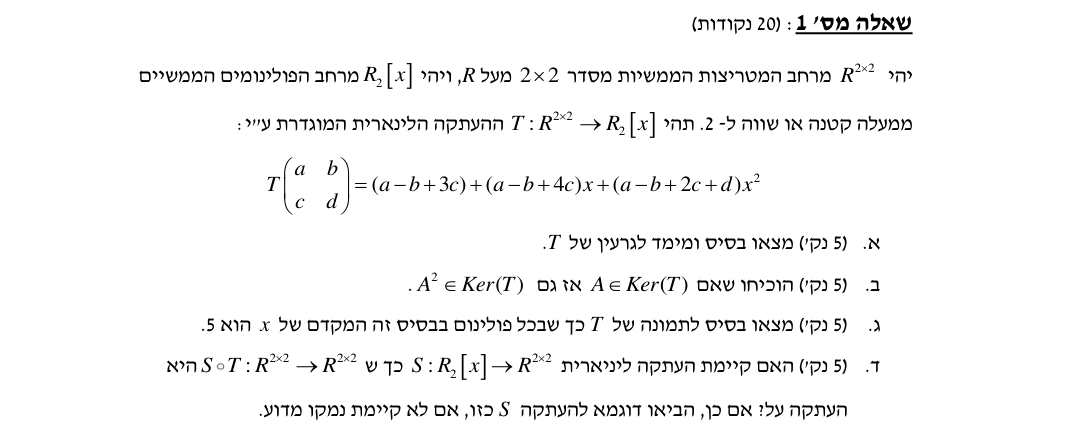 שאלה מס׳ 1 : (20 נקודות)
יהי R^{2×2} מרחב המטריצות הממשיות מסדר 2×2 מעל R, ויהי R_2[x] מרחב הפולינומים הממשיים
ממעלה קטנה או שווה ל- 2. תהי T : R^{2×2} → R_2[x] ההעתקה הלינארית המוגדרת ע״י:
T\begin{pmatrix} a & b \\ c & d \end{pmatrix} = (a-b+3c)+(a-b+4c)x+(a-b+2c+d)x^2
א. (5 נק׳) מצאו בסיס ומימד לגרעין של T.
ב. (5 נק׳) הוכיחו שאם A ∈ Ker(T) אז גם A^2 ∈ Ker(T) .
ג. (5 נק׳) מצאו בסיס לתמונה של T כך שבכל פולינום בבסיס זה המקדם של x הוא 5.
ד. (5 נק׳) האם קיימת העתקה ליניארית S : R_2[x] → R^{2×2} כך ש S∘T : R^{2×2} → R^{2×2} היא
העתקה על? אם כן, הביאו דוגמא להעתקה S כזו, אם לא קיימת נמקו מדוע.